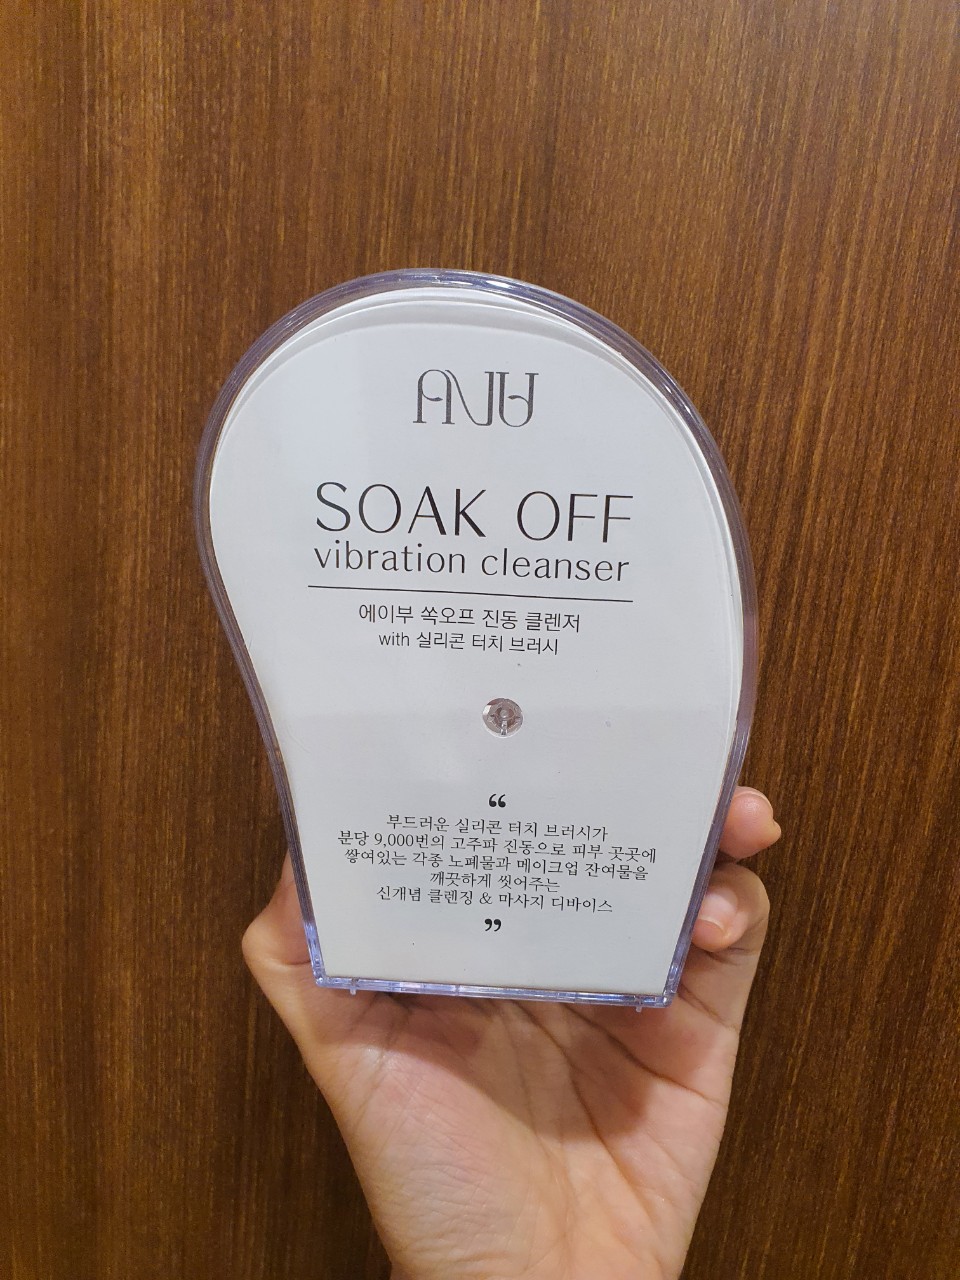 SOAK OFF
vibration cleanser
에이부 쏙오프 진동 클렌저
with 실리콘 터치 브러시
“
부드러운 실리콘 터치 브러시가
분당 9,000번의 고주파 진동으로 피부 곳곳에
쌓여있는 각종 노폐물과 메이크업 잔여물을
깨끗하게 씻어주는
신개념 클렌징 & 마사지 디바이스
”